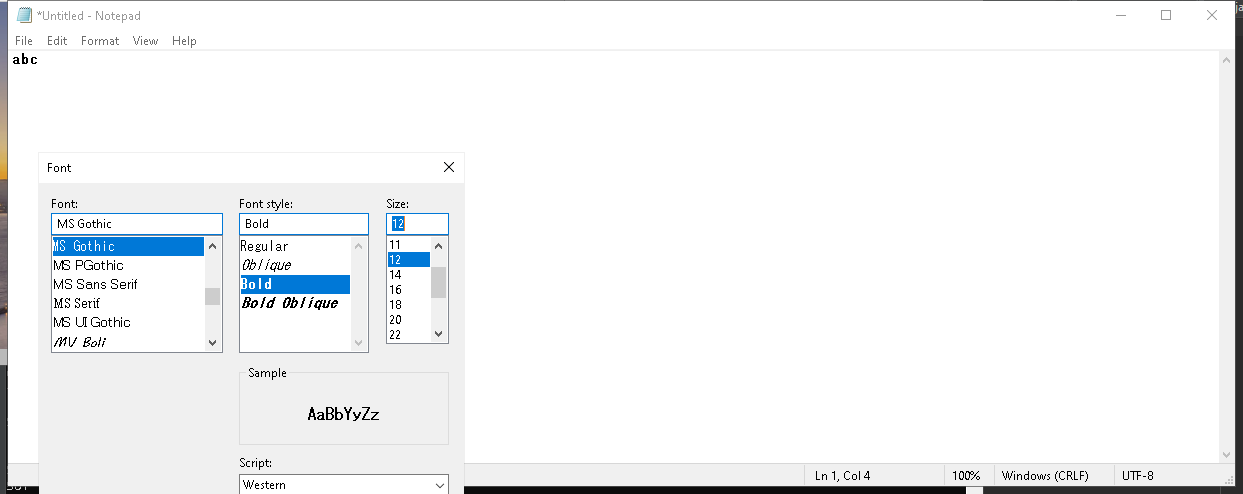 *Untitled - Notepad
File Edit Format View Help
abc
Font
Font: Font style: Size:
MS Gothic Bold 12
MS Gothic Regular 11
MS PGothic Oblique 12
MS Sans Serif Bold 14
MS Serif Bold Oblique 16
MS UI Gothic 18
MV Boli 20
22
Sample
AaBbYyZz
Script:
Western
Ln 1, Col 4 100% Windows (CRLF) UTF-8